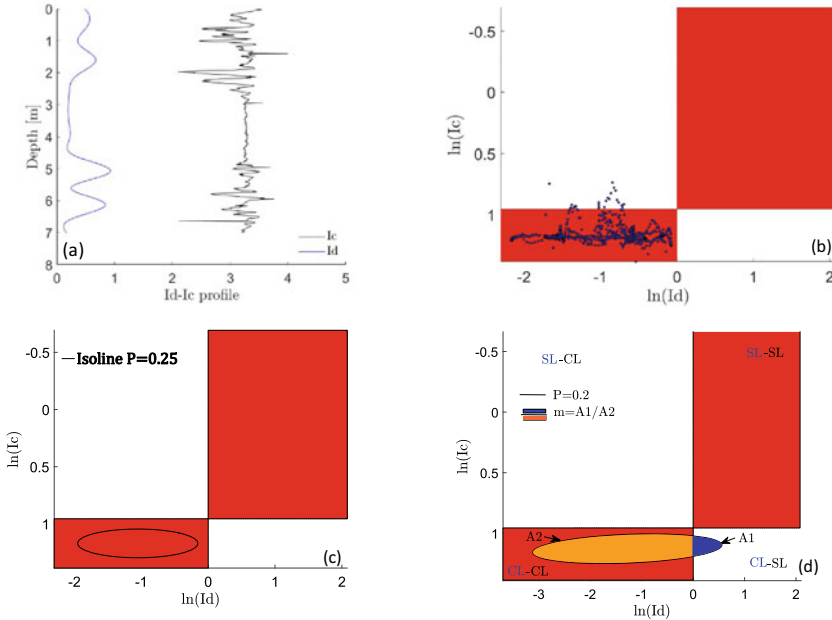 0
1
2
3
4
5
6
7
8
Depth [m]
(a)
Ic
Id
0 1 2 3 4 5
Id-Ic profile
-0.5
0
0.5
1
ln(Ic)
(b)
-2 -1 0 1 2
ln(Id)
Isoline P=0.25
-0.5
0
0.5
1
ln(Ic)
(c)
-2 -1 0 1 2
ln(Id)
SL-CL
SL-SL
P=0.2
m=A1/A2
-0.5
0
0.5
1
ln(Ic)
A2
A1
CL-CL
CL-SL
(d)
-3 -2 -1 0 1 2
ln(Id)